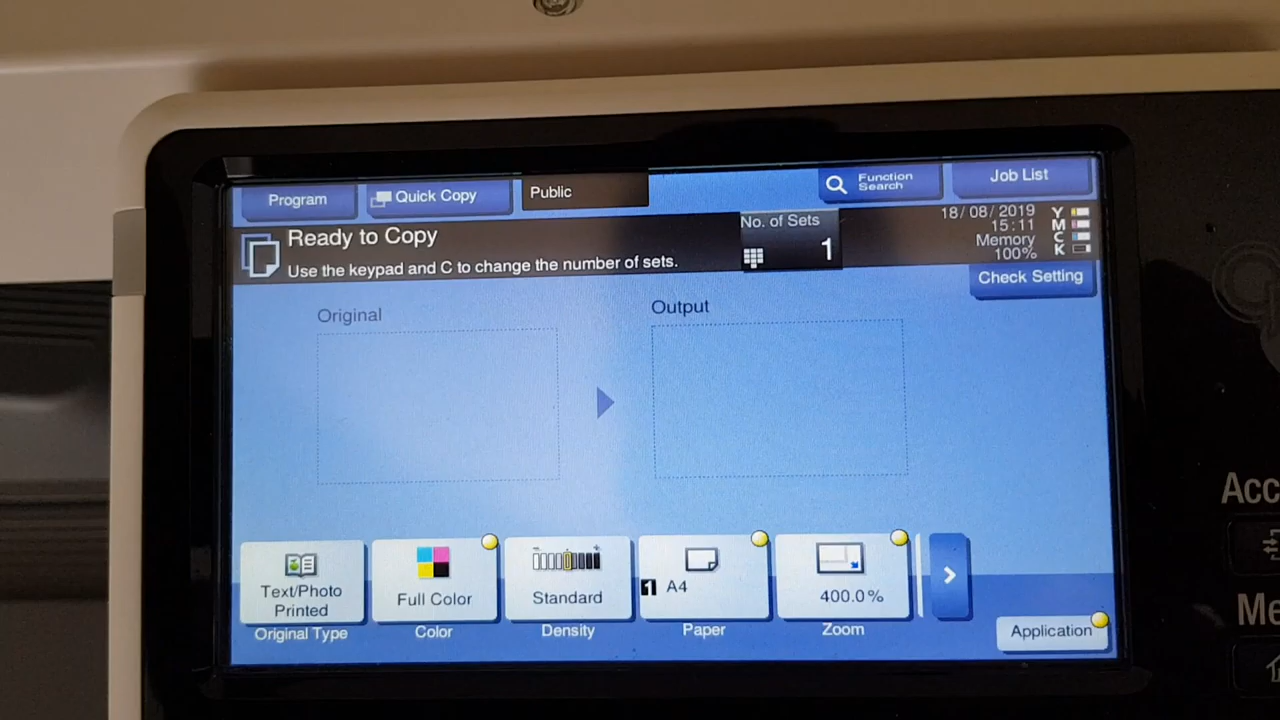 Program
Quick Copy
Public
Function
Search
Job List
Ready to Copy
Use the keypad and C to change the number of sets.
No. of Sets
1
18/08/2019
15:11
Memory
100%
Y
M
C
K
Check Setting
Original
Output
Text/Photo
Printed
Original Type
Full Color
Color
- +
Standard
Density
1 A4
Paper
400.0%
Zoom
Application
Acc
Me